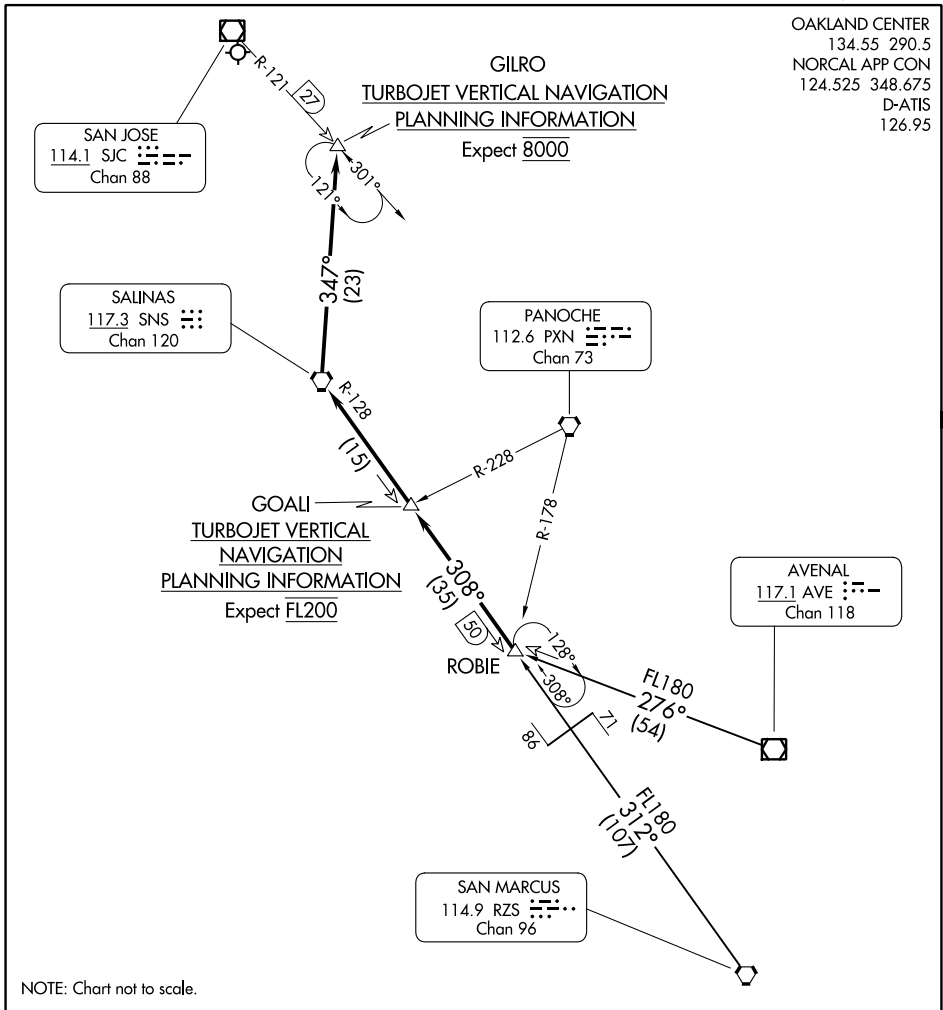 OAKLAND CENTER
134.55 290.5
NORCAL APP CON
124.525 348.675
D-ATIS
126.95
GILRO
TURBOJET VERTICAL NAVIGATION
PLANNING INFORMATION
Expect 8000
R-121
27
SAN JOSE
114.1 SJC
Chan 88
301°
121°
347°
(23)
SALINAS
117.3 SNS
Chan 120
PANOCHE
112.6 PXN
Chan 73
R-128
(15)
R-228
R-178
GOALI
TURBOJET VERTICAL
NAVIGATION
PLANNING INFORMATION
Expect FL200
308°
(35)
50
ROBIE
128°
308°
AVENAL
117.1 AVE
Chan 118
FL180
276°
(54)
86
71
FL180
312°
(107)
SAN MARCUS
114.9 RZS
Chan 96
NOTE: Chart not to scale.